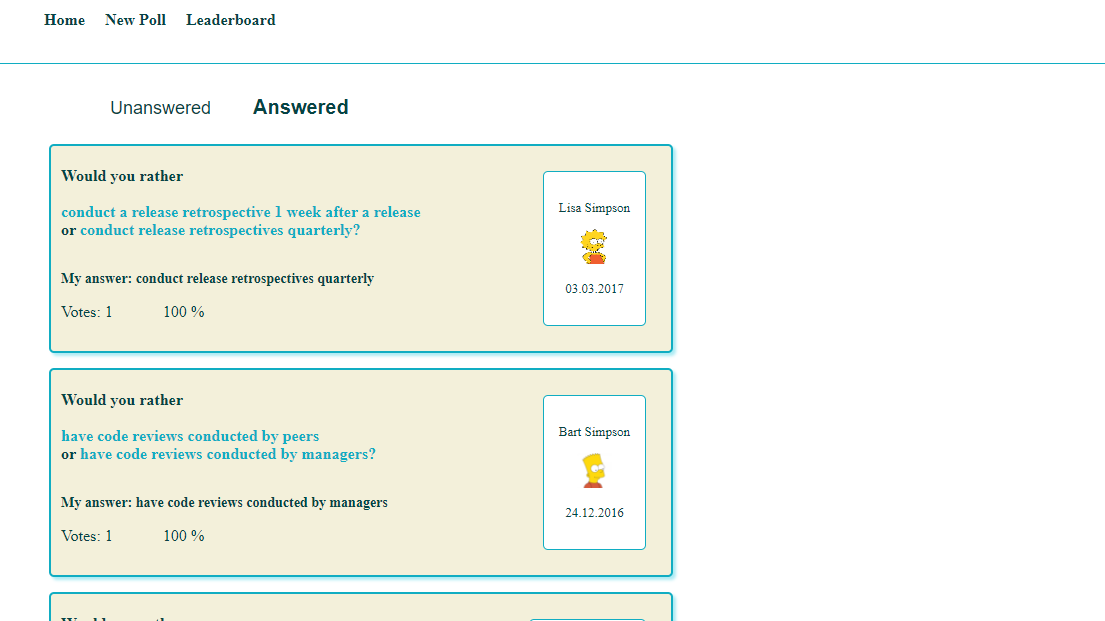 Home New Poll Leaderboard
Unanswered Answered
Would you rather
conduct a release retrospective 1 week after a release
or conduct release retrospectives quarterly?
My answer: conduct release retrospectives quarterly
Votes: 1 100 %
Lisa Simpson
03.03.2017
Would you rather
have code reviews conducted by peers
or have code reviews conducted by managers?
My answer: have code reviews conducted by managers
Votes: 1 100 %
Bart Simpson
24.12.2016